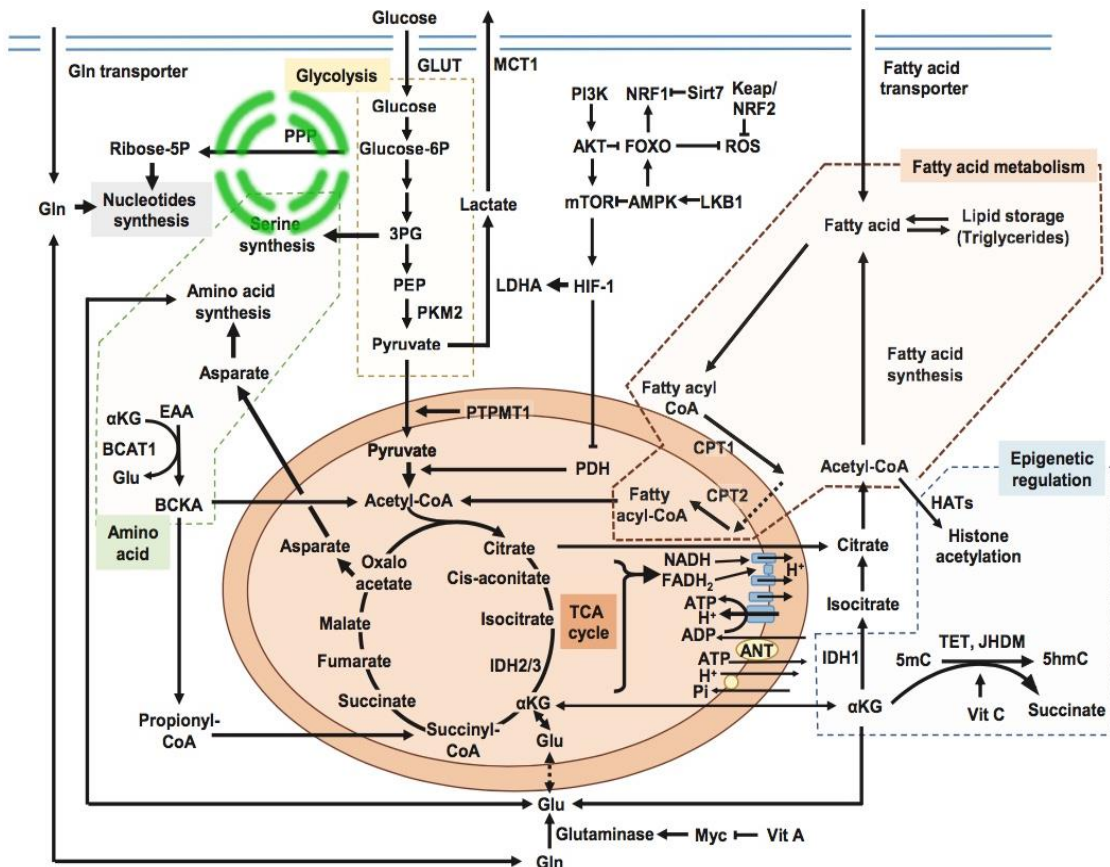 Glucose
Gln transporter
GLUT
MCT1
Fatty acid
transporter
Glycolysis
Glucose
PI3K
NRF1
Sirt7
Keap/
NRF2
PPP
Ribose-5P
Glucose-6P
AKT
FOXO
ROS
Fatty acid metabolism
Gln
Nucleotides
synthesis
Lactate
mTOR
AMPK
LKB1
Serine
synthesis
3PG
Fatty acid
Lipid storage
(Triglycerides)
PEP
LDHA
HIF-1
Amino acid
synthesis
PKM2
Pyruvate
Asparate
Fatty acid
synthesis
Fatty acyl
CoA
αKG
EAA
PTPMT1
BCAT1
Glu
CPT1
Pyruvate
PDH
Acetyl-CoA
Epigenetic
regulation
BCKA
Acetyl-CoA
Fatty
acyl-CoA
CPT2
HATs
Amino
acid
Histone
acetylation
Asparate
Oxalo
acetate
Citrate
Citrate
Cis-aconitate
NADH
FADH2
H+
Isocitrate
TCA
cycle
ATP
H+
ADP
Isocitrate
Malate
Fumarate
IDH2/3
ANT
ATP
H+
Pi
IDH1
TET, JHDM
5mC
5hmC
Succinate
αKG
αKG
Vit C
Succinate
Propionyl-
CoA
Succinyl-
CoA
Glu
Glu
Glutaminase
Myc
Vit A
Gln